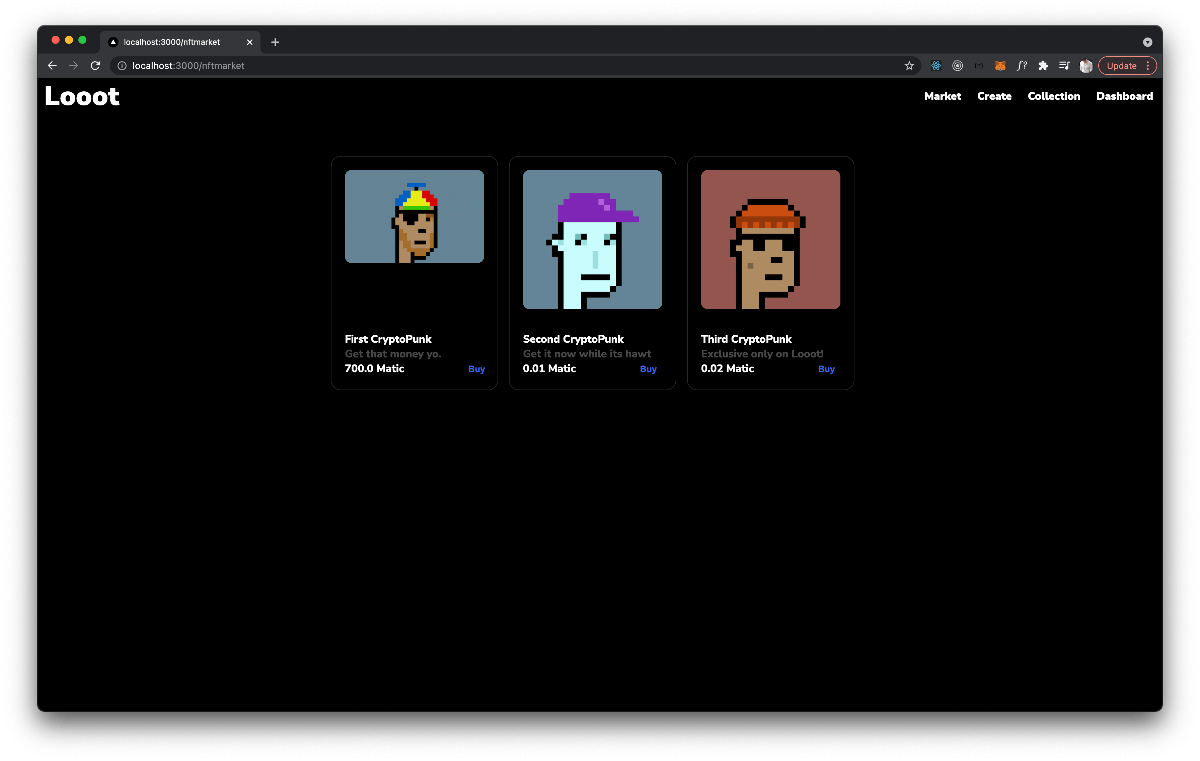 localhost:3000/nftmarket
localhost:3000/nftmarket
Update
Looot
Market Create Collection Dashboard
First CryptoPunk
Get that money yo.
700.0 Matic Buy
Second CryptoPunk
Get it now while its hawt
0.01 Matic Buy
Third CryptoPunk
Exclusive only on Looot!
0.02 Matic Buy